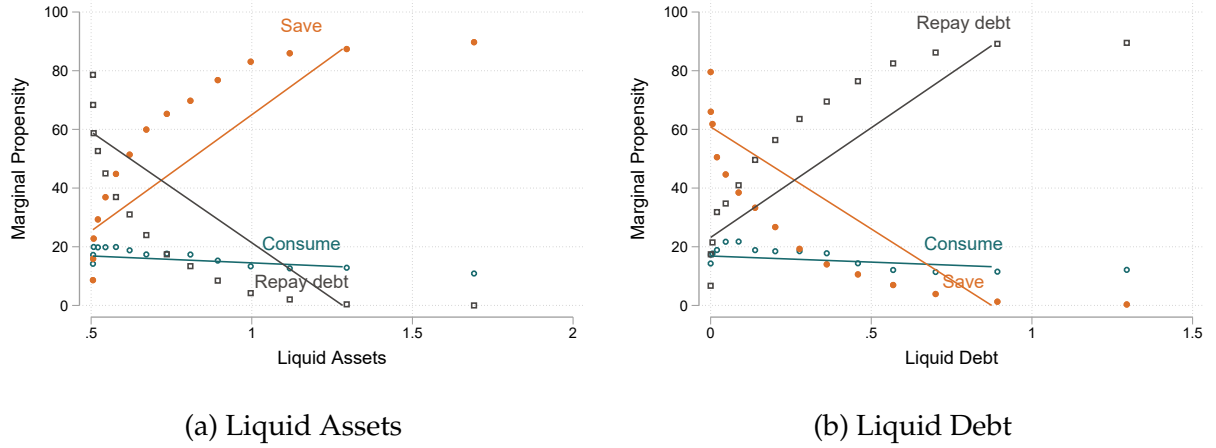 Marginal Propensity
100
80
60
40
20
0
Save
Consume
Repay debt
.5
1
1.5
2
Liquid Assets
(a) Liquid Assets
Marginal Propensity
100
80
60
40
20
0
Repay debt
Consume
Save
0
.5
1
1.5
Liquid Debt
(b) Liquid Debt